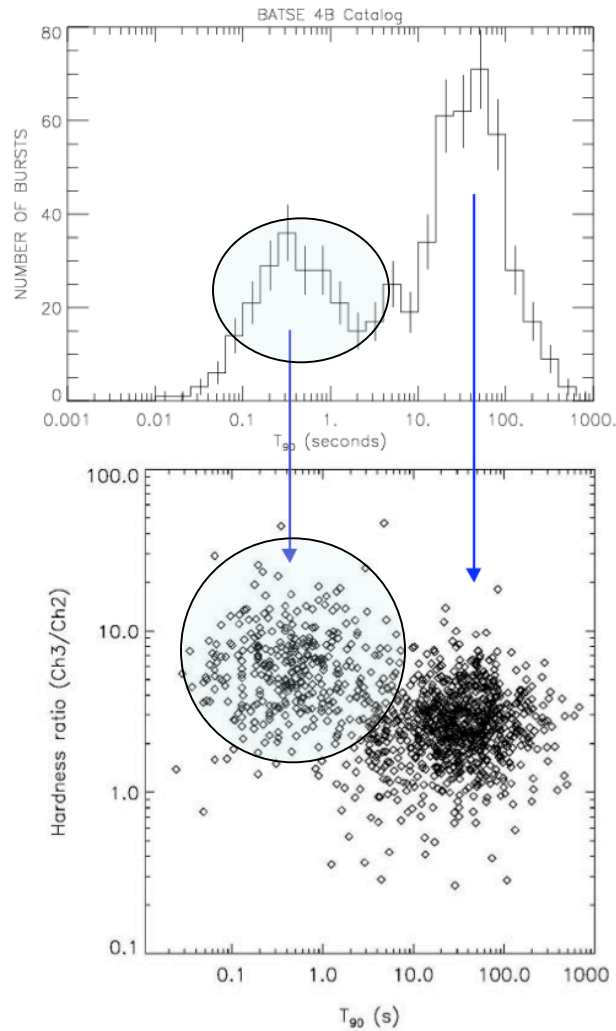 BATSE 4B Catalog
80
60
40
20
0
NUMBER OF BURSTS
0.001 0.01 0.1 1. 10. 100. 1000.
T₉₀ (seconds)
100.0
10.0
1.0
0.1
Hardness ratio (Ch3/Ch2)
0.1 1.0 10.0 100.0 1000
T₉₀ (s)